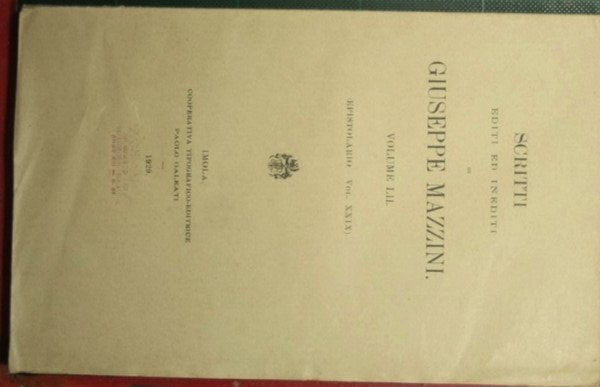 SCRITTI
EDITI ED INEDITI
DI
GIUSEPPE MAZZINI.
VOLUME LII.
(EPISTOLARIO VOL. XXIX).
IMOLA
COOPERATIVA TIPOGRAFICO-EDITRICE
PAOLO GALEATI
1929.